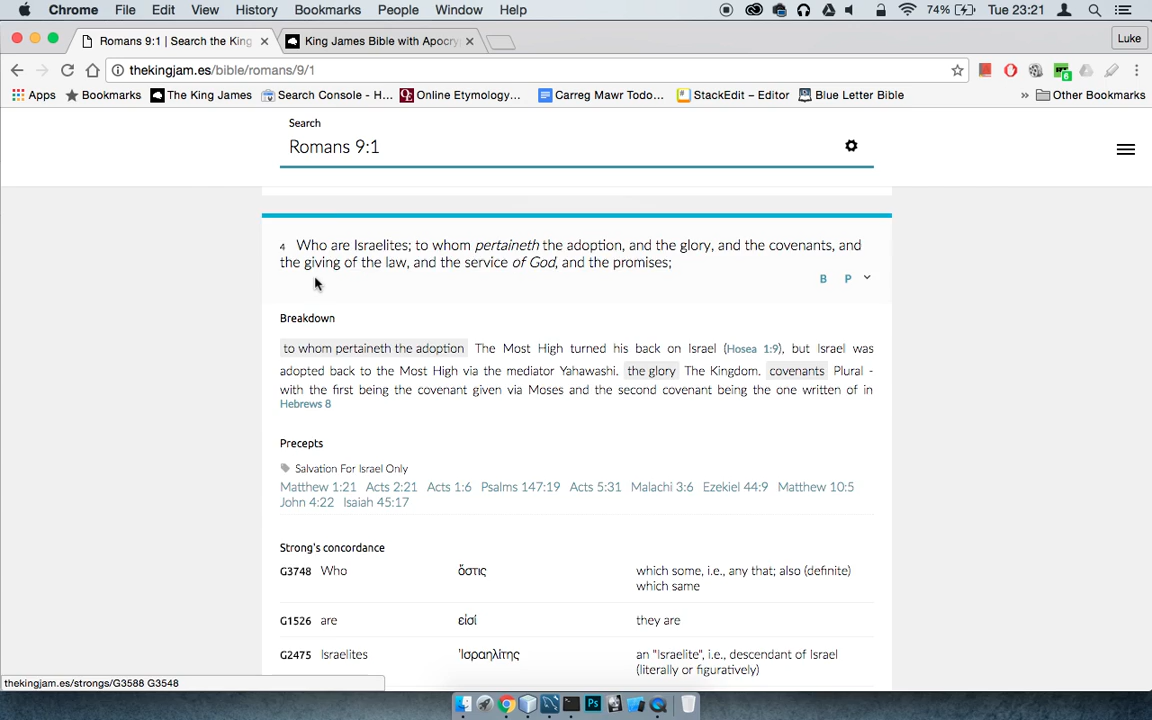 Chrome File Edit View History Bookmarks People Window Help 74% Tue 23:21
Romans 9:1 | Search the King King James Bible with Apocry Luke
thekingjam.es/bible/romans/9/1
Apps Bookmarks The King James Search Console - H... Online Etymology... Carreg Mawr Todo... StackEdit – Editor Blue Letter Bible » Other Bookmarks
Search
Romans 9:1
4 Who are Israelites; to whom pertaineth the adoption, and the glory, and the covenants, and
the giving of the law, and the service of God, and the promises;
B P
Breakdown
to whom pertaineth the adoption The Most High turned his back on Israel (Hosea 1:9), but Israel was
adopted back to the Most High via the mediator Yahawashi. the glory The Kingdom. covenants Plural -
with the first being the covenant given via Moses and the second covenant being the one written of in
Hebrews 8
Precepts
Salvation For Israel Only
Matthew 1:21 Acts 2:21 Acts 1:6 Psalms 147:19 Acts 5:31 Malachi 3:6 Ezekiel 44:9 Matthew 10:5
John 4:22 Isaiah 45:17
Strong's concordance
G3748 Who ὅστις which some, i.e., any that; also (definite)
which same
G1526 are εἰσί they are
G2475 Israelites Ἰσραηλίτης an "Israelite", i.e., descendant of Israel
(literally or figuratively)
thekingjam.es/strongs/G3588 G3548
Ps